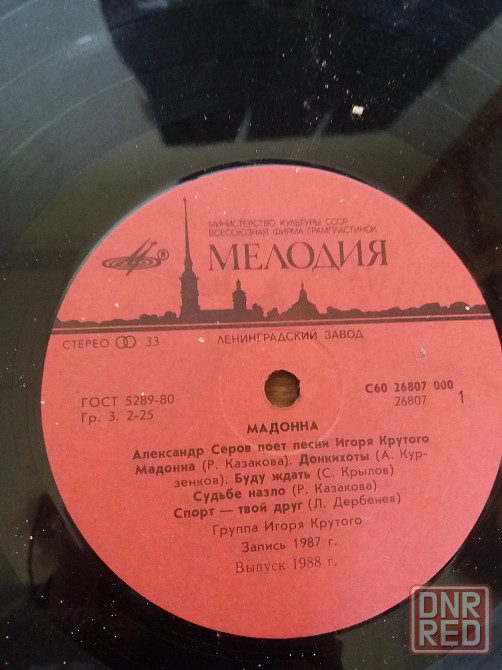 МИНИСТЕРСТВО КУЛЬТУРЫ СССР
ВСЕСОЮЗНАЯ ФИРМА ГРАМПЛАСТИНОК
МЕЛОДИЯ
®
СТЕРЕО 33
ЛЕНИНГРАДСКИЙ ЗАВОД
ГОСТ 5289-80
Гр. 3. 2-25
С60 26807 000
26807 1
МАДОННА
Александр Серов поет песни Игоря Крутого
Мадонна (Р. Казакова). Донкихоты (А. Кур-
зенков). Буду ждать (С. Крылов)
Судьбе назло (Р. Казакова)
Спорт — твой друг (Л. Дербенев)
Группа Игоря Крутого
Запись 1987 г.
Выпуск 1988 г.
DNR
RED